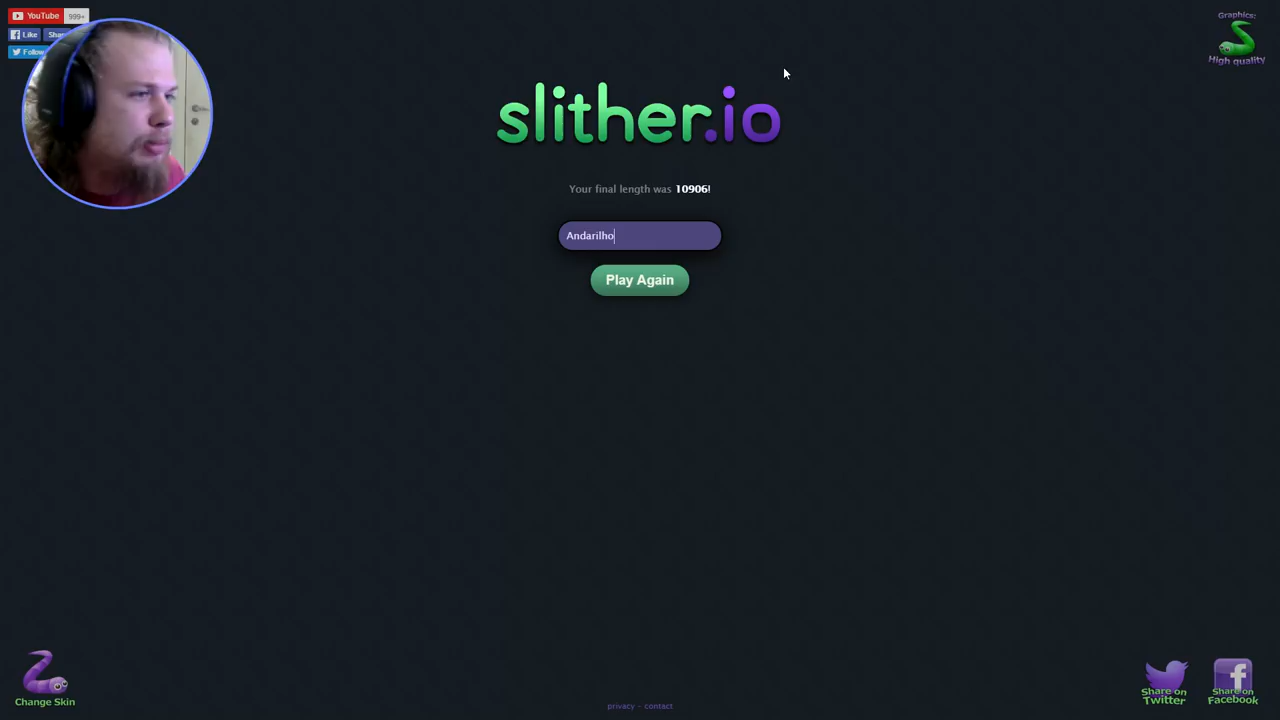 YouTube 999+
Like Shar
Follow
Graphics:
High quality
slither.io
Your final length was 10906!
Andarilho
Play Again
Change Skin
privacy - contact
Share on
Twitter
Share on
Facebook